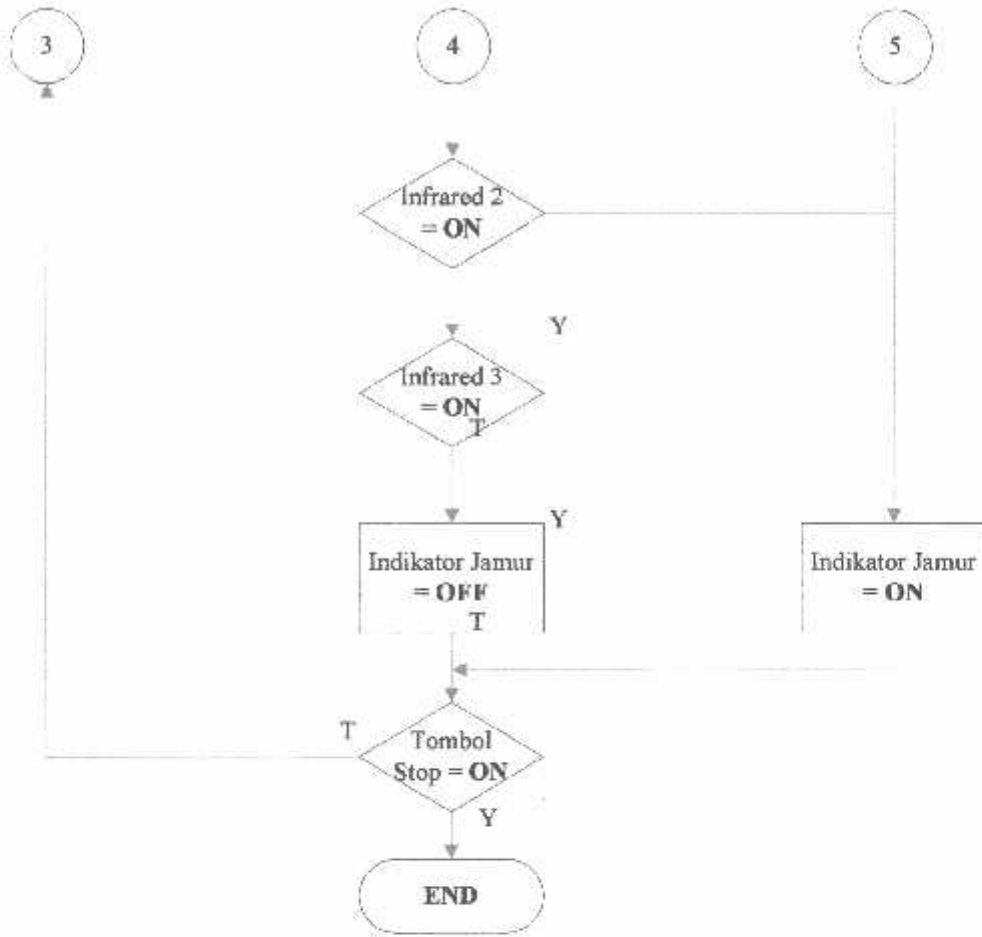 3
4
5
Infrared 2
= ON
Y
Infrared 3
= ON
T
Y
Indikator Jamur
= OFF
T
Indikator Jamur
= ON
T
Tombol
Stop = ON
Y
END